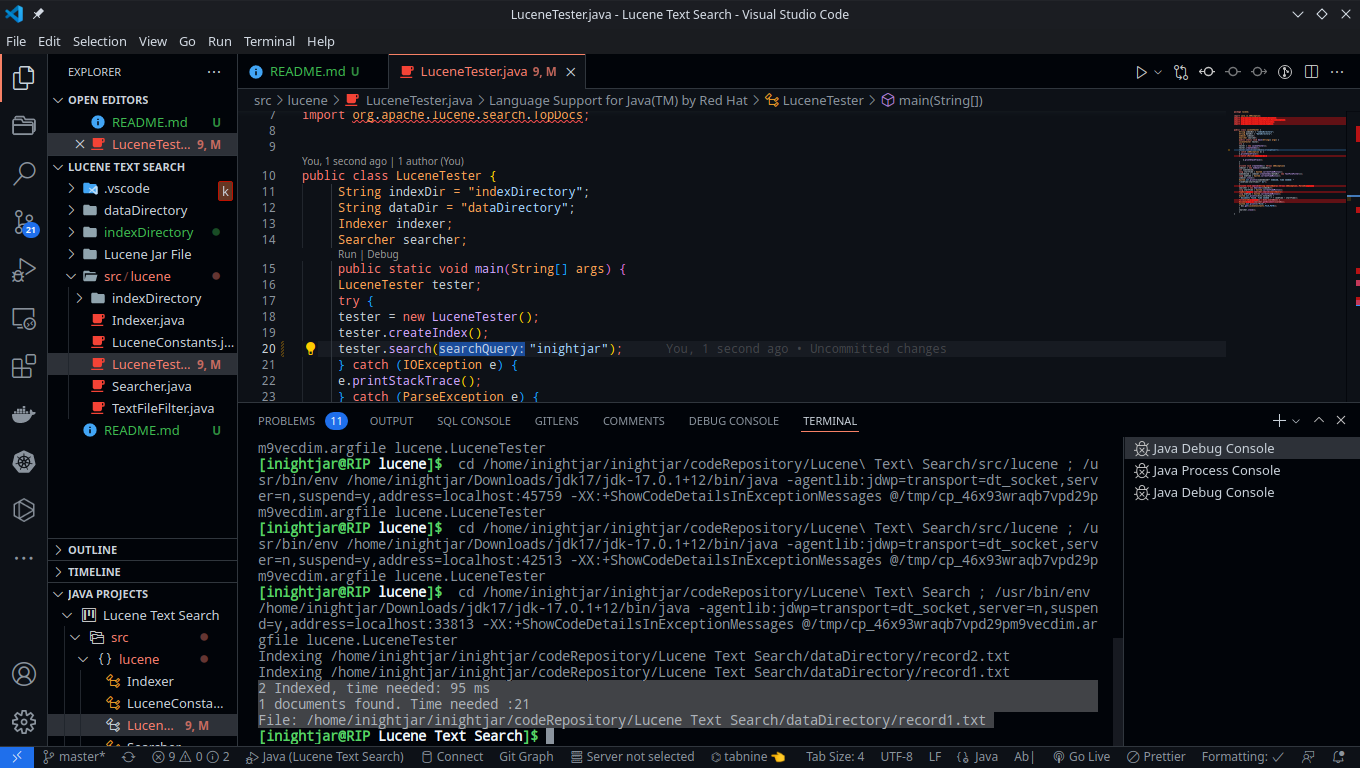 LuceneTester.java - Lucene Text Search - Visual Studio Code
File Edit Selection View Go Run Terminal Help
EXPLORER
OPEN EDITORS
README.md U
LuceneTest... 9, M
LUCENE TEXT SEARCH
.vscode
k
dataDirectory
indexDirectory
Lucene Jar File
src / lucene
indexDirectory
Indexer.java
LuceneConstants.j...
LuceneTest... 9, M
Searcher.java
TextFileFilter.java
README.md U
OUTLINE
TIMELINE
JAVA PROJECTS
Lucene Text Search
src
{} lucene
Indexer
LuceneConsta...
Lucen... 9, M
Searcher
21
README.md U
LuceneTester.java 9, M
src > lucene > LuceneTester.java > Language Support for Java(TM) by Red Hat > LuceneTester > main(String[])
7 import org.apache.lucene.search.TopDocs;
8
9
You, 1 second ago | 1 author (You)
10 public class LuceneTester {
11 String indexDir = "indexDirectory";
12 String dataDir = "dataDirectory";
13 Indexer indexer;
14 Searcher searcher;
Run | Debug
15 public static void main(String[] args) {
16 LuceneTester tester;
17 try {
18 tester = new LuceneTester();
19 tester.createIndex();
20 tester.search(searchQuery: "inightjar"); You, 1 second ago • Uncommitted changes
21 } catch (IOException e) {
22 e.printStackTrace();
23 } catch (ParseException e) {
PROBLEMS 11 OUTPUT SQL CONSOLE GITLENS COMMENTS DEBUG CONSOLE TERMINAL
m9vecdim.argfile lucene.LuceneTester
[inightjar@RIP lucene]$ cd /home/inightjar/inightjar/codeRepository/Lucene\ Text\ Search/src/lucene ; /u
sr/bin/env /home/inightjar/Downloads/jdk17/jdk-17.0.1+12/bin/java -agentlib:jdwp=transport=dt_socket,serv
er=n,suspend=y,address=localhost:45759 -XX:+ShowCodeDetailsInExceptionMessages @/tmp/cp_46x93wraqb7vpd29p
m9vecdim.argfile lucene.LuceneTester
[inightjar@RIP lucene]$ cd /home/inightjar/inightjar/codeRepository/Lucene\ Text\ Search/src/lucene ; /u
sr/bin/env /home/inightjar/Downloads/jdk17/jdk-17.0.1+12/bin/java -agentlib:jdwp=transport=dt_socket,serv
er=n,suspend=y,address=localhost:42513 -XX:+ShowCodeDetailsInExceptionMessages @/tmp/cp_46x93wraqb7vpd29p
m9vecdim.argfile lucene.LuceneTester
[inightjar@RIP lucene]$ cd /home/inightjar/inightjar/codeRepository/Lucene\ Text\ Search ; /usr/bin/env
/home/inightjar/Downloads/jdk17/jdk-17.0.1+12/bin/java -agentlib:jdwp=transport=dt_socket,server=n,suspen
d=y,address=localhost:33813 -XX:+ShowCodeDetailsInExceptionMessages @/tmp/cp_46x93wraqb7vpd29pm9vecdim.ar
gfile lucene.LuceneTester
Indexing /home/inightjar/inightjar/codeRepository/Lucene Text Search/dataDirectory/record2.txt
Indexing /home/inightjar/inightjar/codeRepository/Lucene Text Search/dataDirectory/record1.txt
2 Indexed, time needed: 95 ms
1 documents found. Time needed :21
File: /home/inightjar/inightjar/codeRepository/Lucene Text Search/dataDirectory/record1.txt
[inightjar@RIP Lucene Text Search]$
Java Debug Console
Java Process Console
Java Debug Console
master* 9 0 2 Java (Lucene Text Search) Connect Git Graph Server not selected tabnine 👈 Tab Size: 4 UTF-8 LF {} Java Ab| Go Live Prettier Formatting: ✓